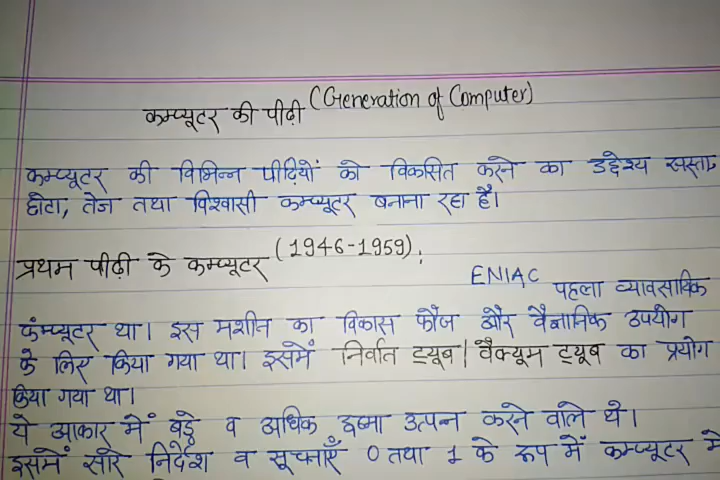 कम्प्यूटर की पीढ़ी (Generation of Computer)
कम्प्यूटर की विभिन्न पीढ़ियों को विकसित करने का उद्देश्य सस्ता,
छोटा, तेज तथा विश्वासी कम्प्यूटर बनाना रहा है।
प्रथम पीढ़ी के कम्प्यूटर (1946-1959);
ENIAC पहला व्यावसायिक
कंम्प्यूटर था। इस मशीन का विकास फौज और वैज्ञानिक उपयोग
के लिए किया गया था। इसमें निर्वात ट्यूब / वैक्यूम ट्यूब का प्रयोग
किया गया था।
ये आकार में बड़े व अधिक ऊष्मा उत्पन्न करने वाले थे।
इसमें सारे निर्देश व सूचनाएँ 0 तथा 1 के रूप में कम्प्यूटर में